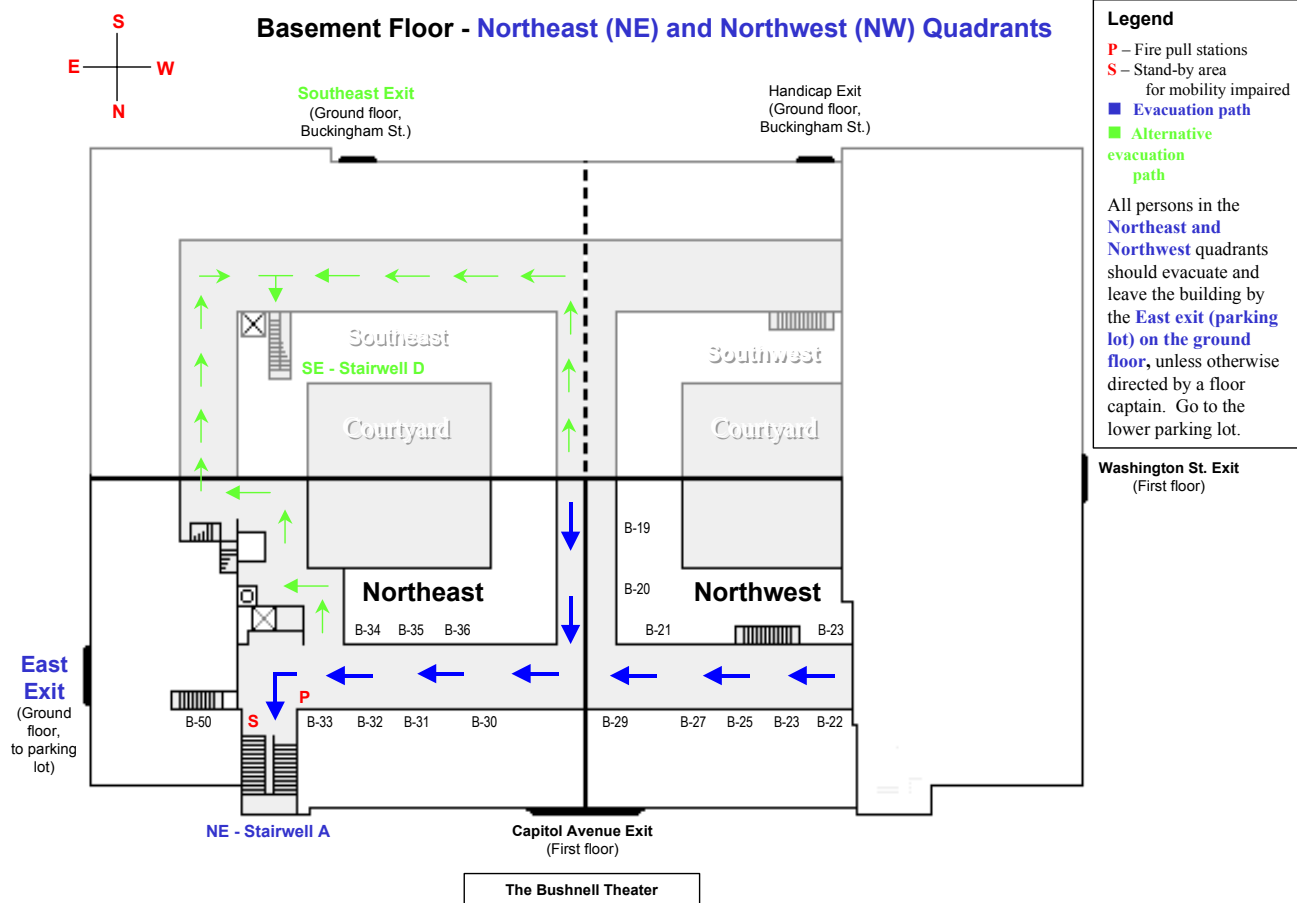 Basement Floor - Northeast (NE) and Northwest (NW) Quadrants
S
E
W
N
Southeast Exit
(Ground floor,
Buckingham St.)
Handicap Exit
(Ground floor,
Buckingham St.)
Legend
P – Fire pull stations
S – Stand-by area
for mobility impaired
Evacuation path
Alternative
evacuation
path
All persons in the
Northeast and
Northwest quadrants
should evacuate and
leave the building by
the East exit (parking
lot) on the ground
floor, unless otherwise
directed by a floor
captain. Go to the
lower parking lot.
Southeast
SE - Stairwell D
Southwest
Courtyard
Courtyard
Washington St. Exit
(First floor)
B-19
B-20
Northeast
Northwest
B-34
B-35
B-36
B-21
B-23
East
Exit
(Ground
floor,
to parking
lot)
P
S
B-50
B-33
B-32
B-31
B-30
B-29
B-27
B-25
B-23
B-22
NE - Stairwell A
Capitol Avenue Exit
(First floor)
The Bushnell Theater